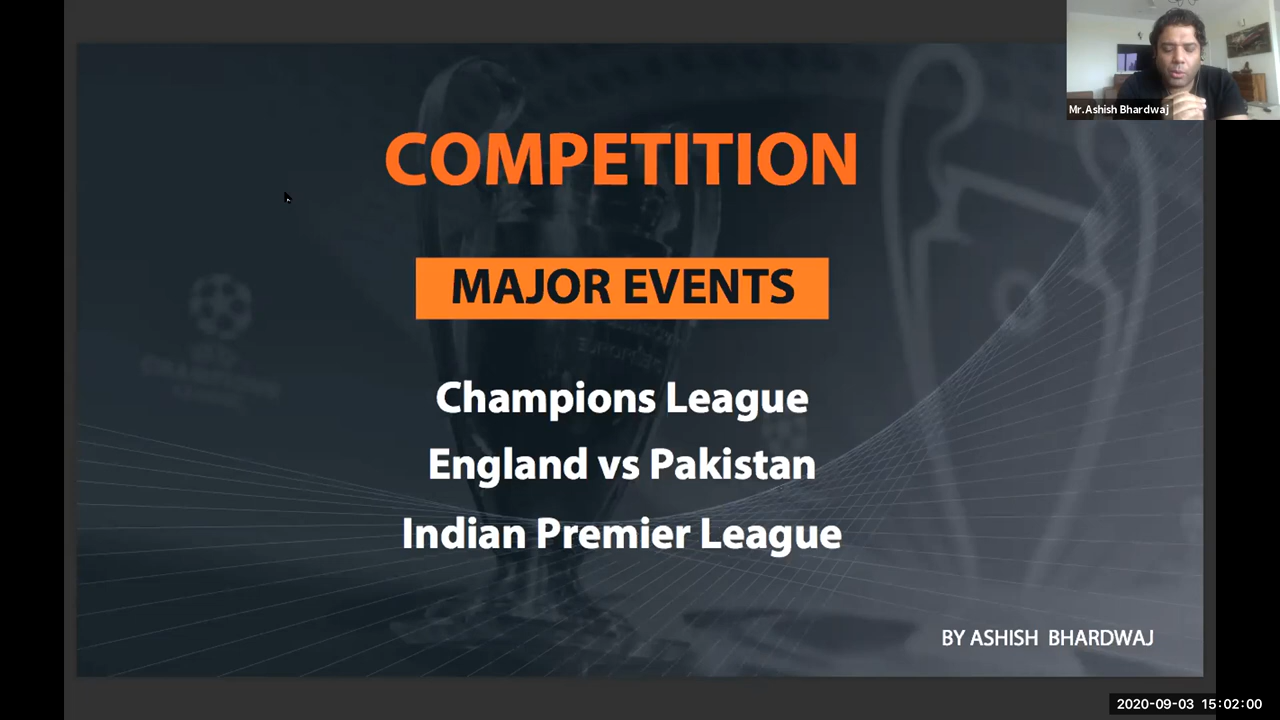 Mr.Ashish Bhardwaj
COMPETITION
MAJOR EVENTS
Champions League
England vs Pakistan
Indian Premier League
BY ASHISH BHARDWAJ
2020-09-03 15:02:00